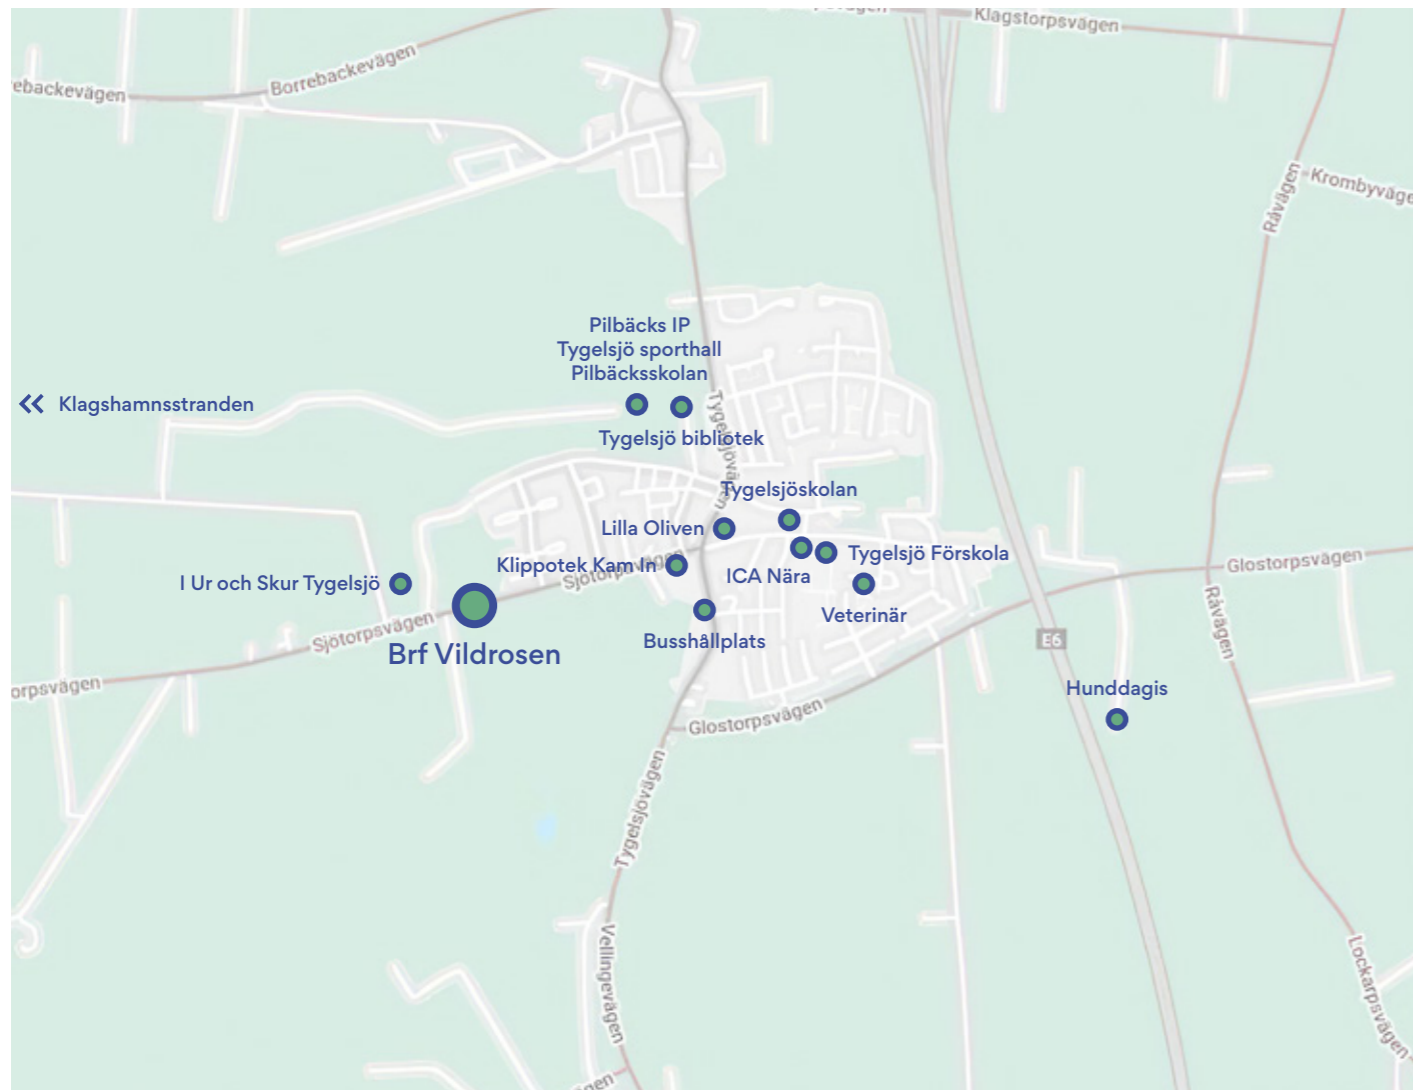 Klagstorpsvägen
Borrebackevägen
ebackevägen
Råvägen
Krombyväge
Pilbäcks IP
Tygelsjö sporthall
Pilbäcksskolan
Klagshamnsstranden
Tygelsjövägen
Tygelsjö bibliotek
Tygelsjöskolan
Lilla Oliven
Klippotek Kam In
Sjötorpsvägen
ICA Nära
Tygelsjö Förskola
Glostorpsvägen
I Ur och Skur Tygelsjö
Veterinär
Råvägen
Sjötorpsvägen
Brf Vildrosen
Busshållplats
E6
orpsvägen
Hunddagis
Glostorpsvägen
Tygelsjövägen
Vellingevägen
Lockarpsvägen